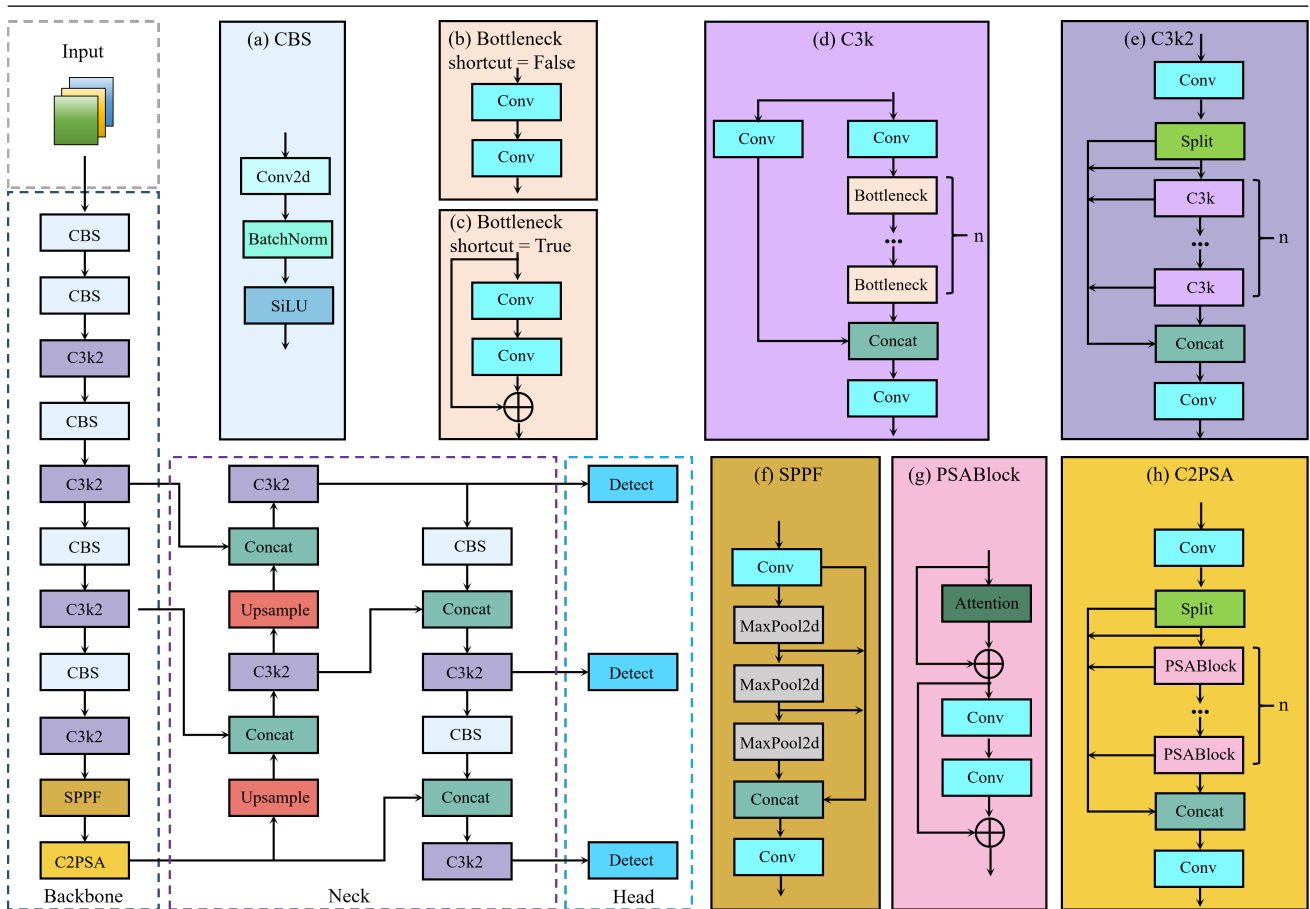 Input
CBS
CBS
C3k2
CBS
C3k2
CBS
C3k2
CBS
C3k2
SPPF
C2PSA
Backbone
C3k2
Concat
Upsample
C3k2
Concat
Upsample
CBS
Concat
C3k2
CBS
Concat
C3k2
Neck
Detect
Detect
Detect
Head
(a) CBS
Conv2d
BatchNorm
SiLU
(b) Bottleneck
shortcut = False
Conv
Conv
(c) Bottleneck
shortcut = True
Conv
Conv
(d) C3k
Conv
Conv
Bottleneck
...
Bottleneck
n
Concat
Conv
(e) C3k2
Conv
Split
C3k
...
C3k
n
Concat
Conv
(f) SPPF
Conv
MaxPool2d
MaxPool2d
MaxPool2d
Concat
Conv
(g) PSABlock
Attention
Conv
Conv
(h) C2PSA
Conv
Split
PSABlock
...
PSABlock
n
Concat
Conv